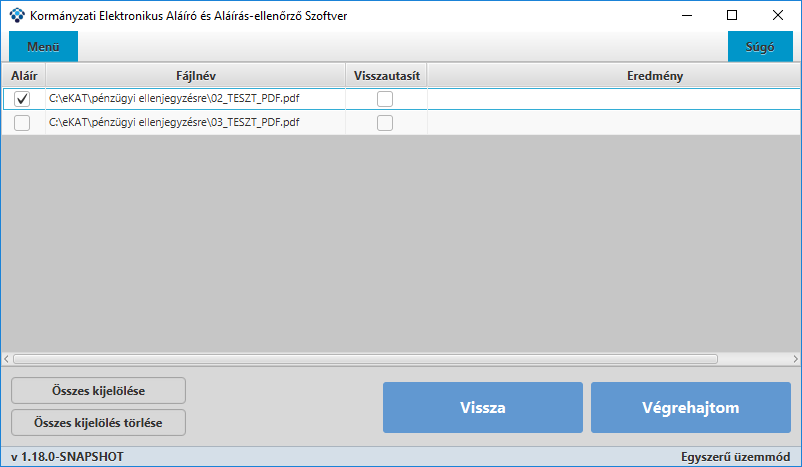 Kormányzati Elektronikus Aláíró és Aláírás-ellenőrző Szoftver
Menü Súgó
Aláír Fájlnév Visszautasít Eredmény
C:\eKAT\pénzügyi ellenjegyzésre\02_TESZT_PDF.pdf
C:\eKAT\pénzügyi ellenjegyzésre\03_TESZT_PDF.pdf
Összes kijelölése
Összes kijelölés törlése
Vissza Végrehajtom
v 1.18.0-SNAPSHOT Egyszerű üzemmód